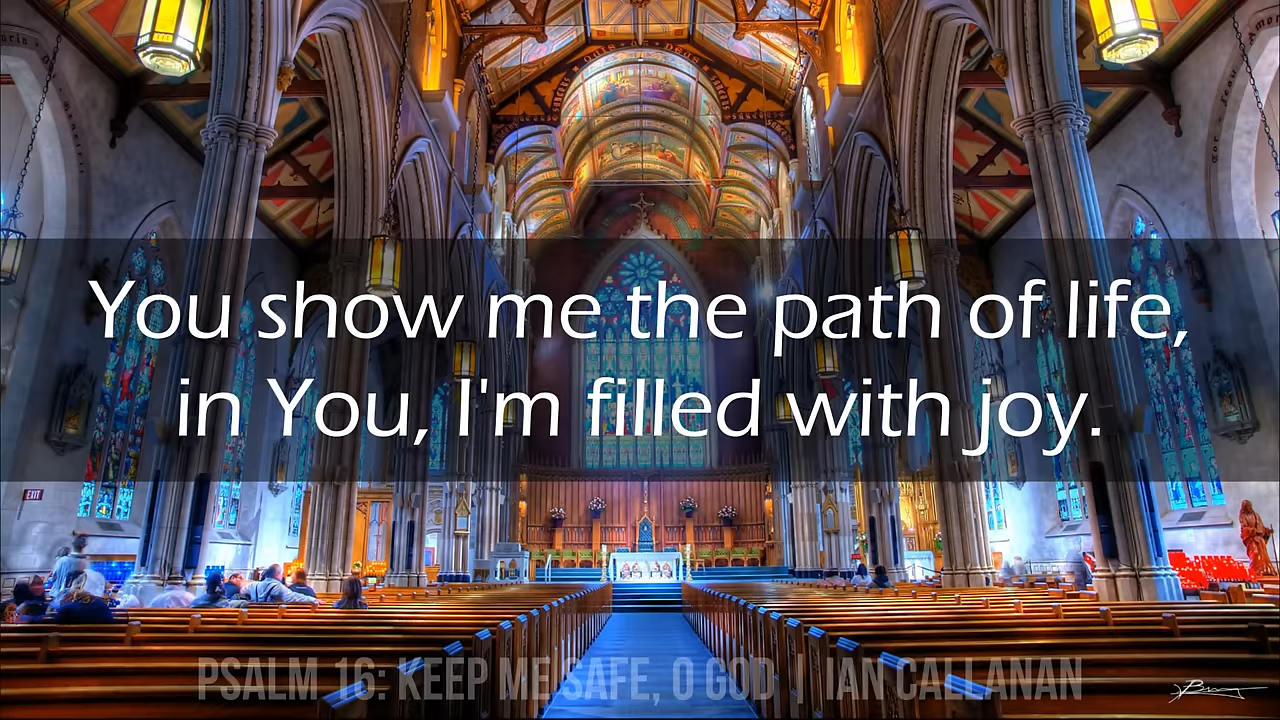 You show me the path of life,
in You, I'm filled with joy.
EXIT
PSALM 16: KEEP ME SAFE, O GOD | IAN CALLANAN